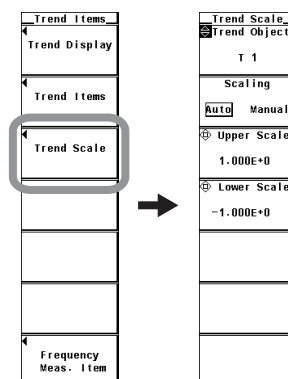 Trend Items
Trend Display
Trend Items
Trend Scale
Frequency
Meas. Item
Trend Scale
Trend Object
T 1
Scaling
Auto Manual
Upper Scale
1.000E+0
Lower Scale
-1.000E+0